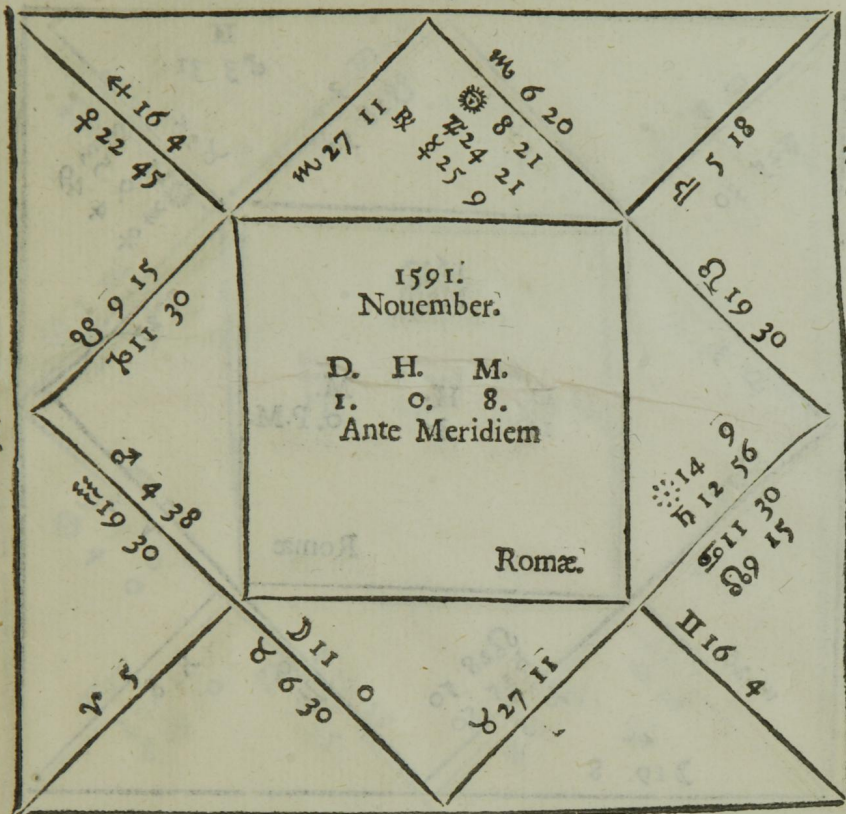 ♏ 6 20
☉ 8 21
♃ 24 21
☿ 25 9
℞
♏ 27 11
♐ 16 4
♀ 22 45
☋ 9 15
♑ 11 30
♂ 4 38
♒ 19 30
♈ 5
☽ 11 0
♉ 6 30
♉ 27 11
♊ 16 4
14 9
♄ 12 56
♋ 11 30
☊ 9 15
♌ 19 30
♎ 5 18
1591.
Nouember.
D. H. M.
1. 0. 8.
Ante Meridiem
Romæ.